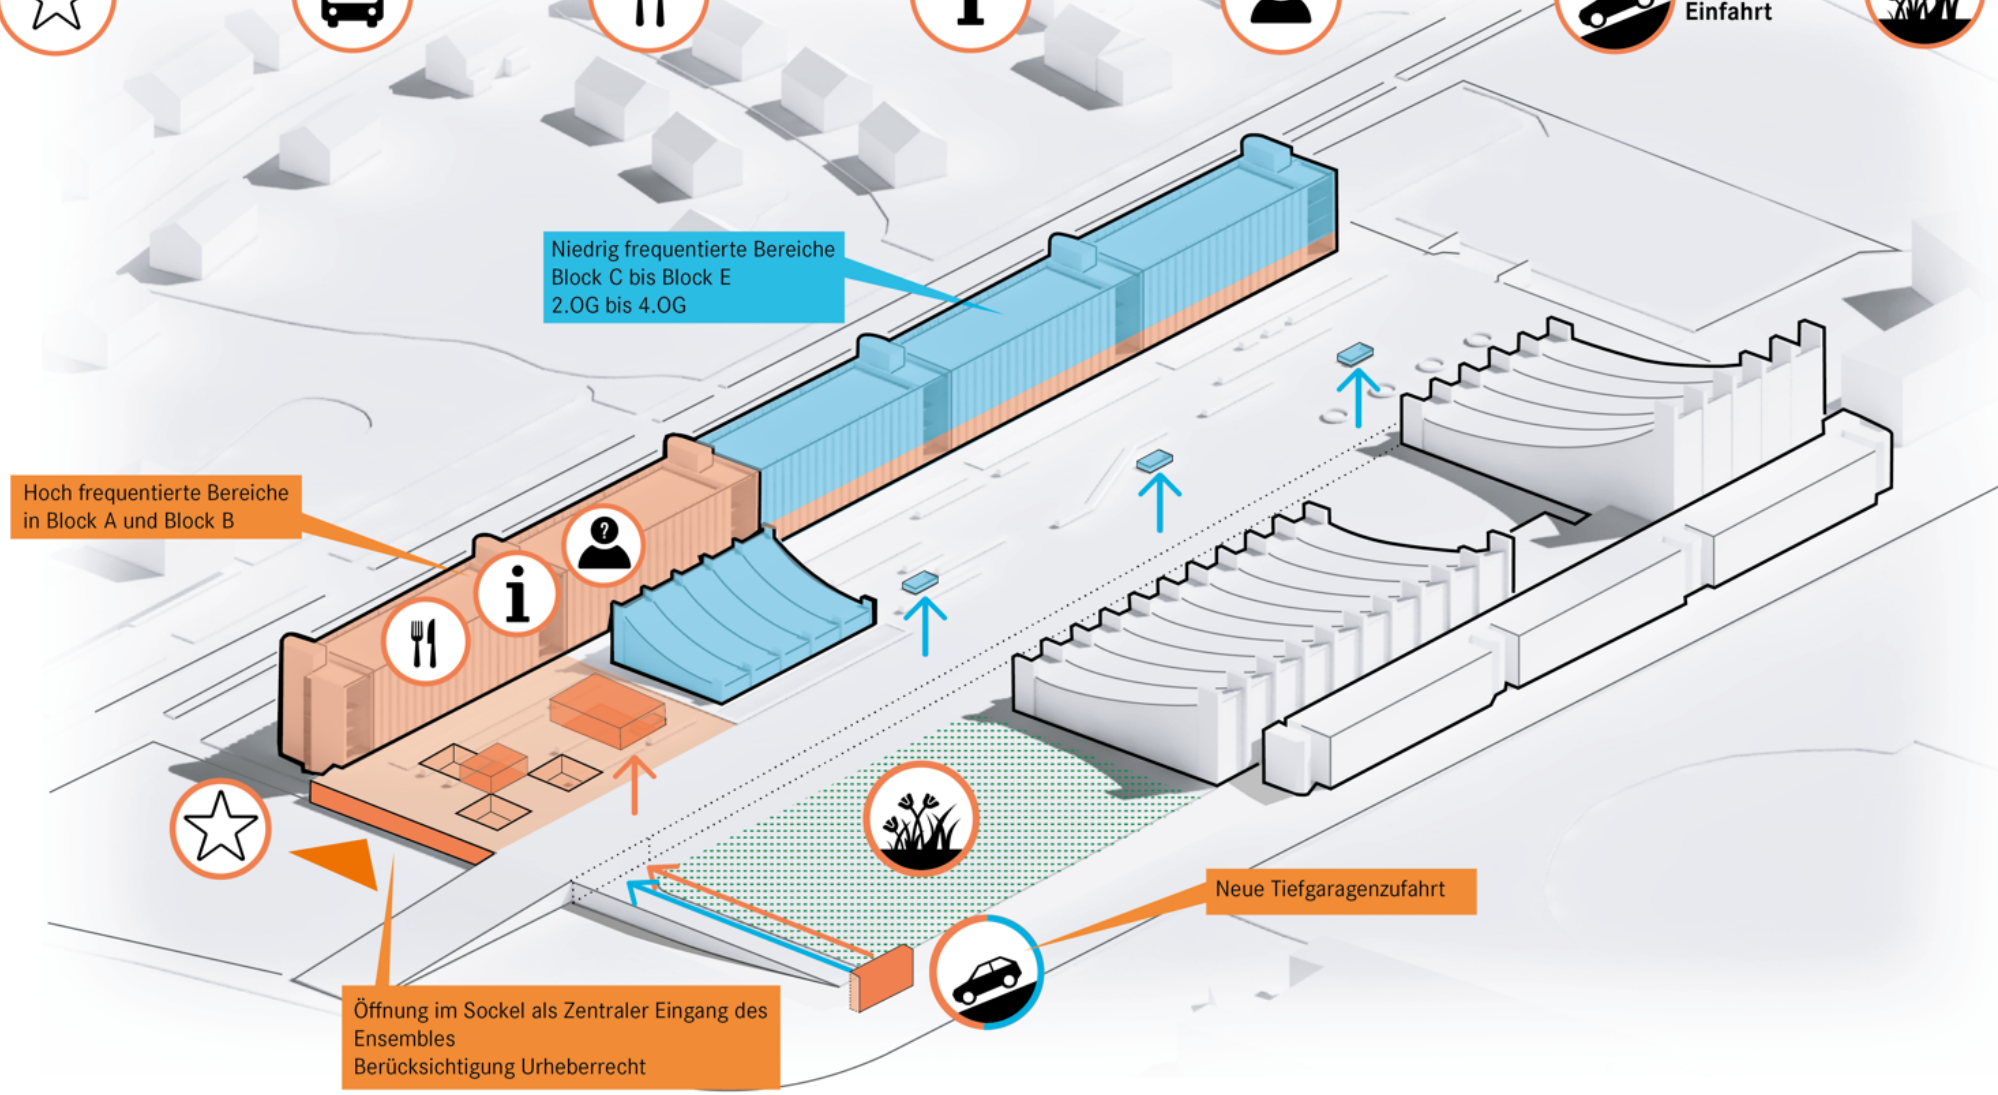 Einfahrt
Niedrig frequentierte Bereiche
Block C bis Block E
2.OG bis 4.OG
Hoch frequentierte Bereiche
in Block A und Block B
?
i
Neue Tiefgaragenzufahrt
Öffnung im Sockel als Zentraler Eingang des
Ensembles
Berücksichtigung Urheberrecht